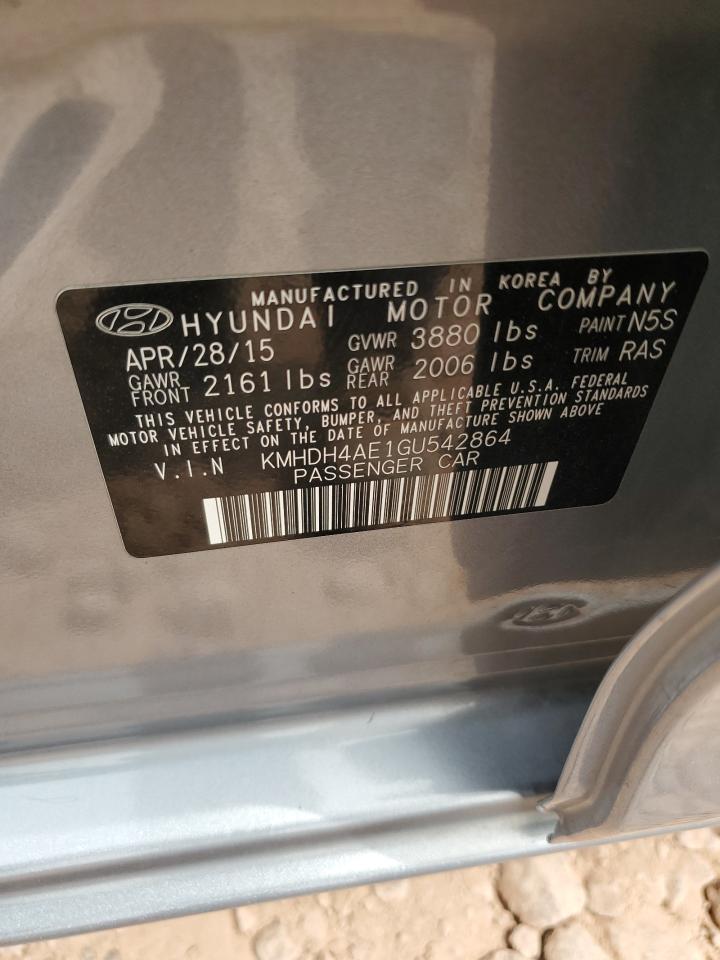 MANUFACTURED IN KOREA BY
HYUNDAI MOTOR COMPANY
APR/28/15 GVWR 3880 lbs PAINT N5S
GAWR FRONT 2161 lbs GAWR REAR 2006 lbs TRIM RAS
THIS VEHICLE CONFORMS TO ALL APPLICABLE U.S.A. FEDERAL
MOTOR VEHICLE SAFETY, BUMPER, AND THEFT PREVENTION STANDARDS
IN EFFECT ON THE DATE OF MANUFACTURE SHOWN ABOVE
V.I.N KMHDH4AE1GU542864
PASSENGER CAR